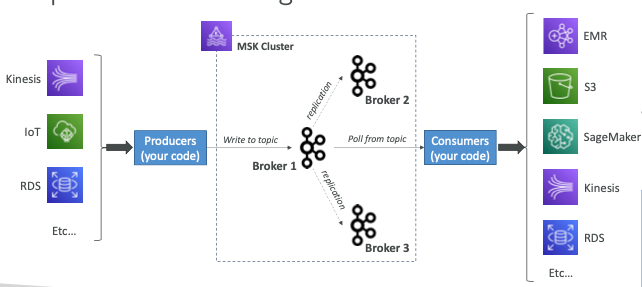 MSK Cluster
Kinesis
IoT
RDS
Etc...
Producers
(your code)
Write to topic
replication
Broker 2
Broker 1
Poll from topic
replication
Broker 3
Consumers
(your code)
EMR
S3
SageMaker
Kinesis
RDS
Etc...